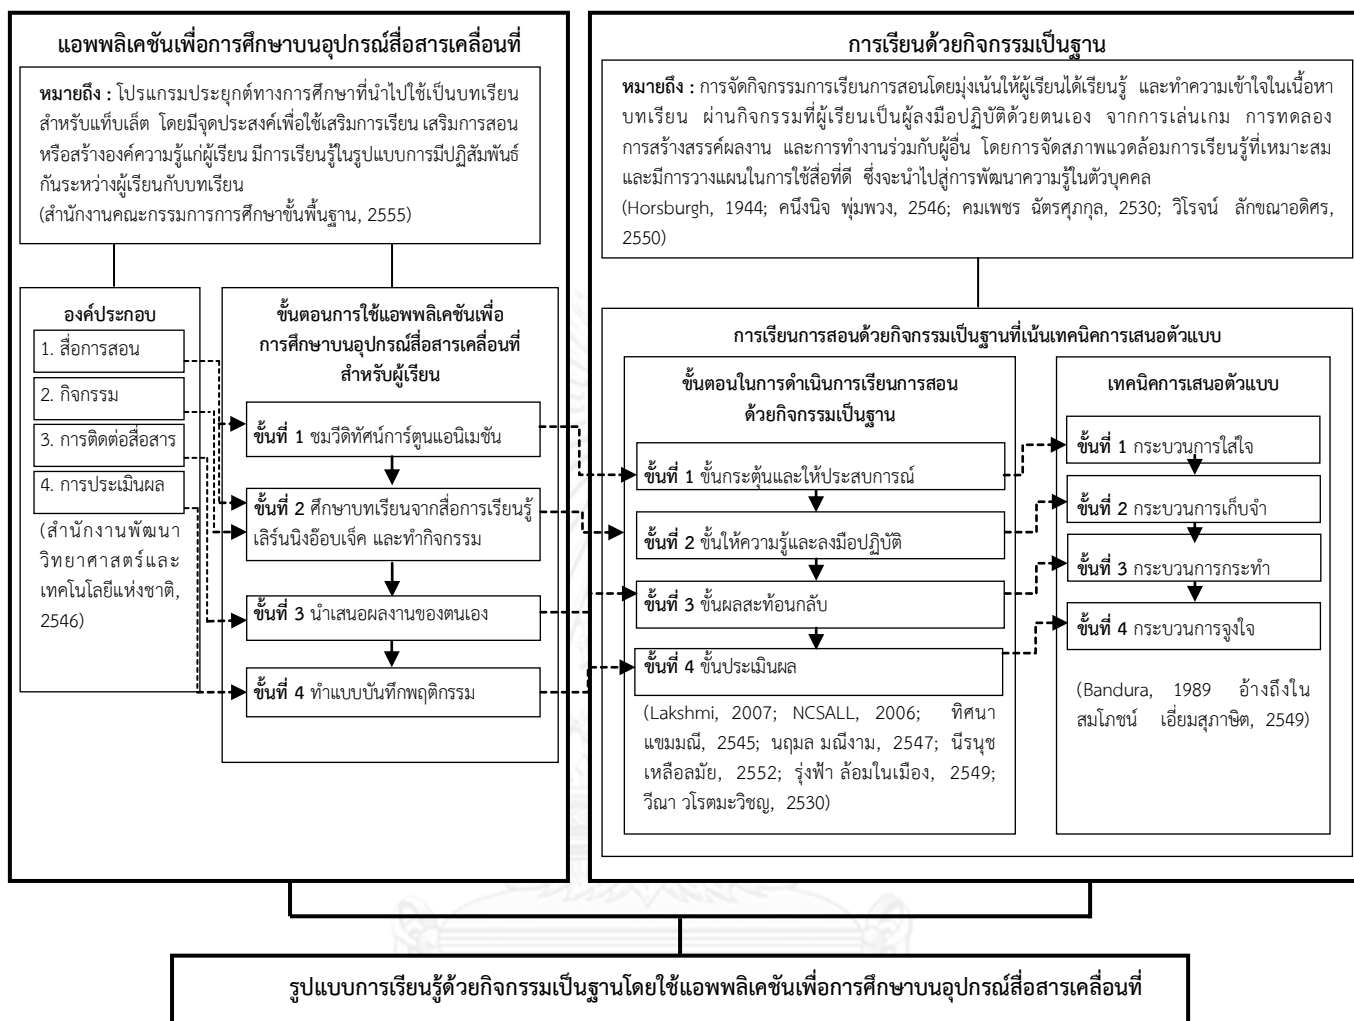 แอพพลิเคชันเพื่อการศึกษาบนอุปกรณ์สื่อสารเคลื่อนที่
หมายถึง : โปรแกรมประยุกต์ทางการศึกษาที่นำไปใช้เป็นบทเรียน
สำหรับแท็บเล็ต โดยมีจุดประสงค์เพื่อใช้เสริมการเรียน เสริมการสอน
หรือสร้างองค์ความรู้แก่ผู้เรียน มีการเรียนรู้ในรูปแบบการมีปฏิสัมพันธ์
กันระหว่างผู้เรียนกับบทเรียน
(สำนักงานคณะกรรมการการศึกษาขั้นพื้นฐาน, 2555)
องค์ประกอบ
1. สื่อการสอน
2. กิจกรรม
3. การติดต่อสื่อสาร
4. การประเมินผล
(สำนักงานพัฒนา
วิทยาศาสตร์และ
เทคโนโลยีแห่งชาติ,
2546)
ขั้นตอนการใช้แอพพลิเคชันเพื่อ
การศึกษาบนอุปกรณ์สื่อสารเคลื่อนที่
สำหรับผู้เรียน
ขั้นที่ 1 ชมวีดิทัศน์การ์ตูนแอนิเมชัน
ขั้นที่ 2 ศึกษาบทเรียนจากสื่อการเรียนรู้
เลิร์นนิงอ๊อบเจ็ค และทำกิจกรรม
ขั้นที่ 3 นำเสนอผลงานของตนเอง
ขั้นที่ 4 ทำแบบบันทึกพฤติกรรม
การเรียนด้วยกิจกรรมเป็นฐาน
หมายถึง : การจัดกิจกรรมการเรียนการสอนโดยมุ่งเน้นให้ผู้เรียนได้เรียนรู้ และทำความเข้าใจในเนื้อหา
บทเรียน ผ่านกิจกรรมที่ผู้เรียนเป็นผู้ลงมือปฏิบัติด้วยตนเอง จากการเล่นเกม การทดลอง
การสร้างสรรค์ผลงาน และการทำงานร่วมกับผู้อื่น โดยการจัดสภาพแวดล้อมการเรียนรู้ที่เหมาะสม
และมีการวางแผนในการใช้สื่อที่ดี ซึ่งจะนำไปสู่การพัฒนาความรู้ในตัวบุคคล
(Horsburgh, 1944; คนึงนิจ พุ่มพวง, 2546; คมเพชร ฉัตรศุภกุล, 2530; วิโรจน์ ลักขณาอดิศร,
2550)
การเรียนการสอนด้วยกิจกรรมเป็นฐานที่เน้นเทคนิคการเสนอตัวแบบ
ขั้นตอนในการดำเนินการเรียนการสอน
ด้วยกิจกรรมเป็นฐาน
ขั้นที่ 1 ขั้นกระตุ้นและให้ประสบการณ์
ขั้นที่ 2 ขั้นให้ความรู้และลงมือปฏิบัติ
ขั้นที่ 3 ขั้นผลสะท้อนกลับ
ขั้นที่ 4 ขั้นประเมินผล
(Lakshmi, 2007; NCSALL, 2006; ทิศนา
แขมมณี, 2545; นฤมล มณีงาม, 2547; นีรนุช
เหลือลมัย, 2552; รุ่งฟ้า ล้อมในเมือง, 2549;
วีณา วโรตมะวิชญ, 2530)
เทคนิคการเสนอตัวแบบ
ขั้นที่ 1 กระบวนการใส่ใจ
ขั้นที่ 2 กระบวนการเก็บจำ
ขั้นที่ 3 กระบวนการกระทำ
ขั้นที่ 4 กระบวนการจูงใจ
(Bandura, 1989 อ้างถึงใน
สมโภชน์ เอี่ยมสุภาษิต, 2549)
รูปแบบการเรียนรู้ด้วยกิจกรรมเป็นฐานโดยใช้แอพพลิเคชันเพื่อการศึกษาบนอุปกรณ์สื่อสารเคลื่อนที่